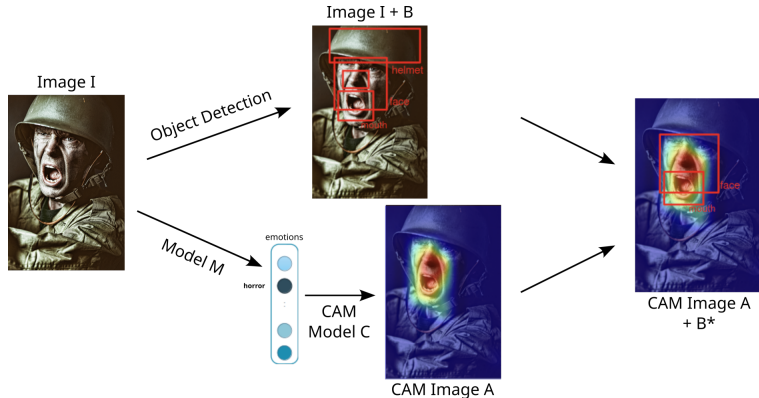 Image I + B
Image I
helmet
face
mouth
Object Detection
Model M
emotions
horror
CAM
Model C
CAM Image A
face
mouth
CAM Image A
+ B*